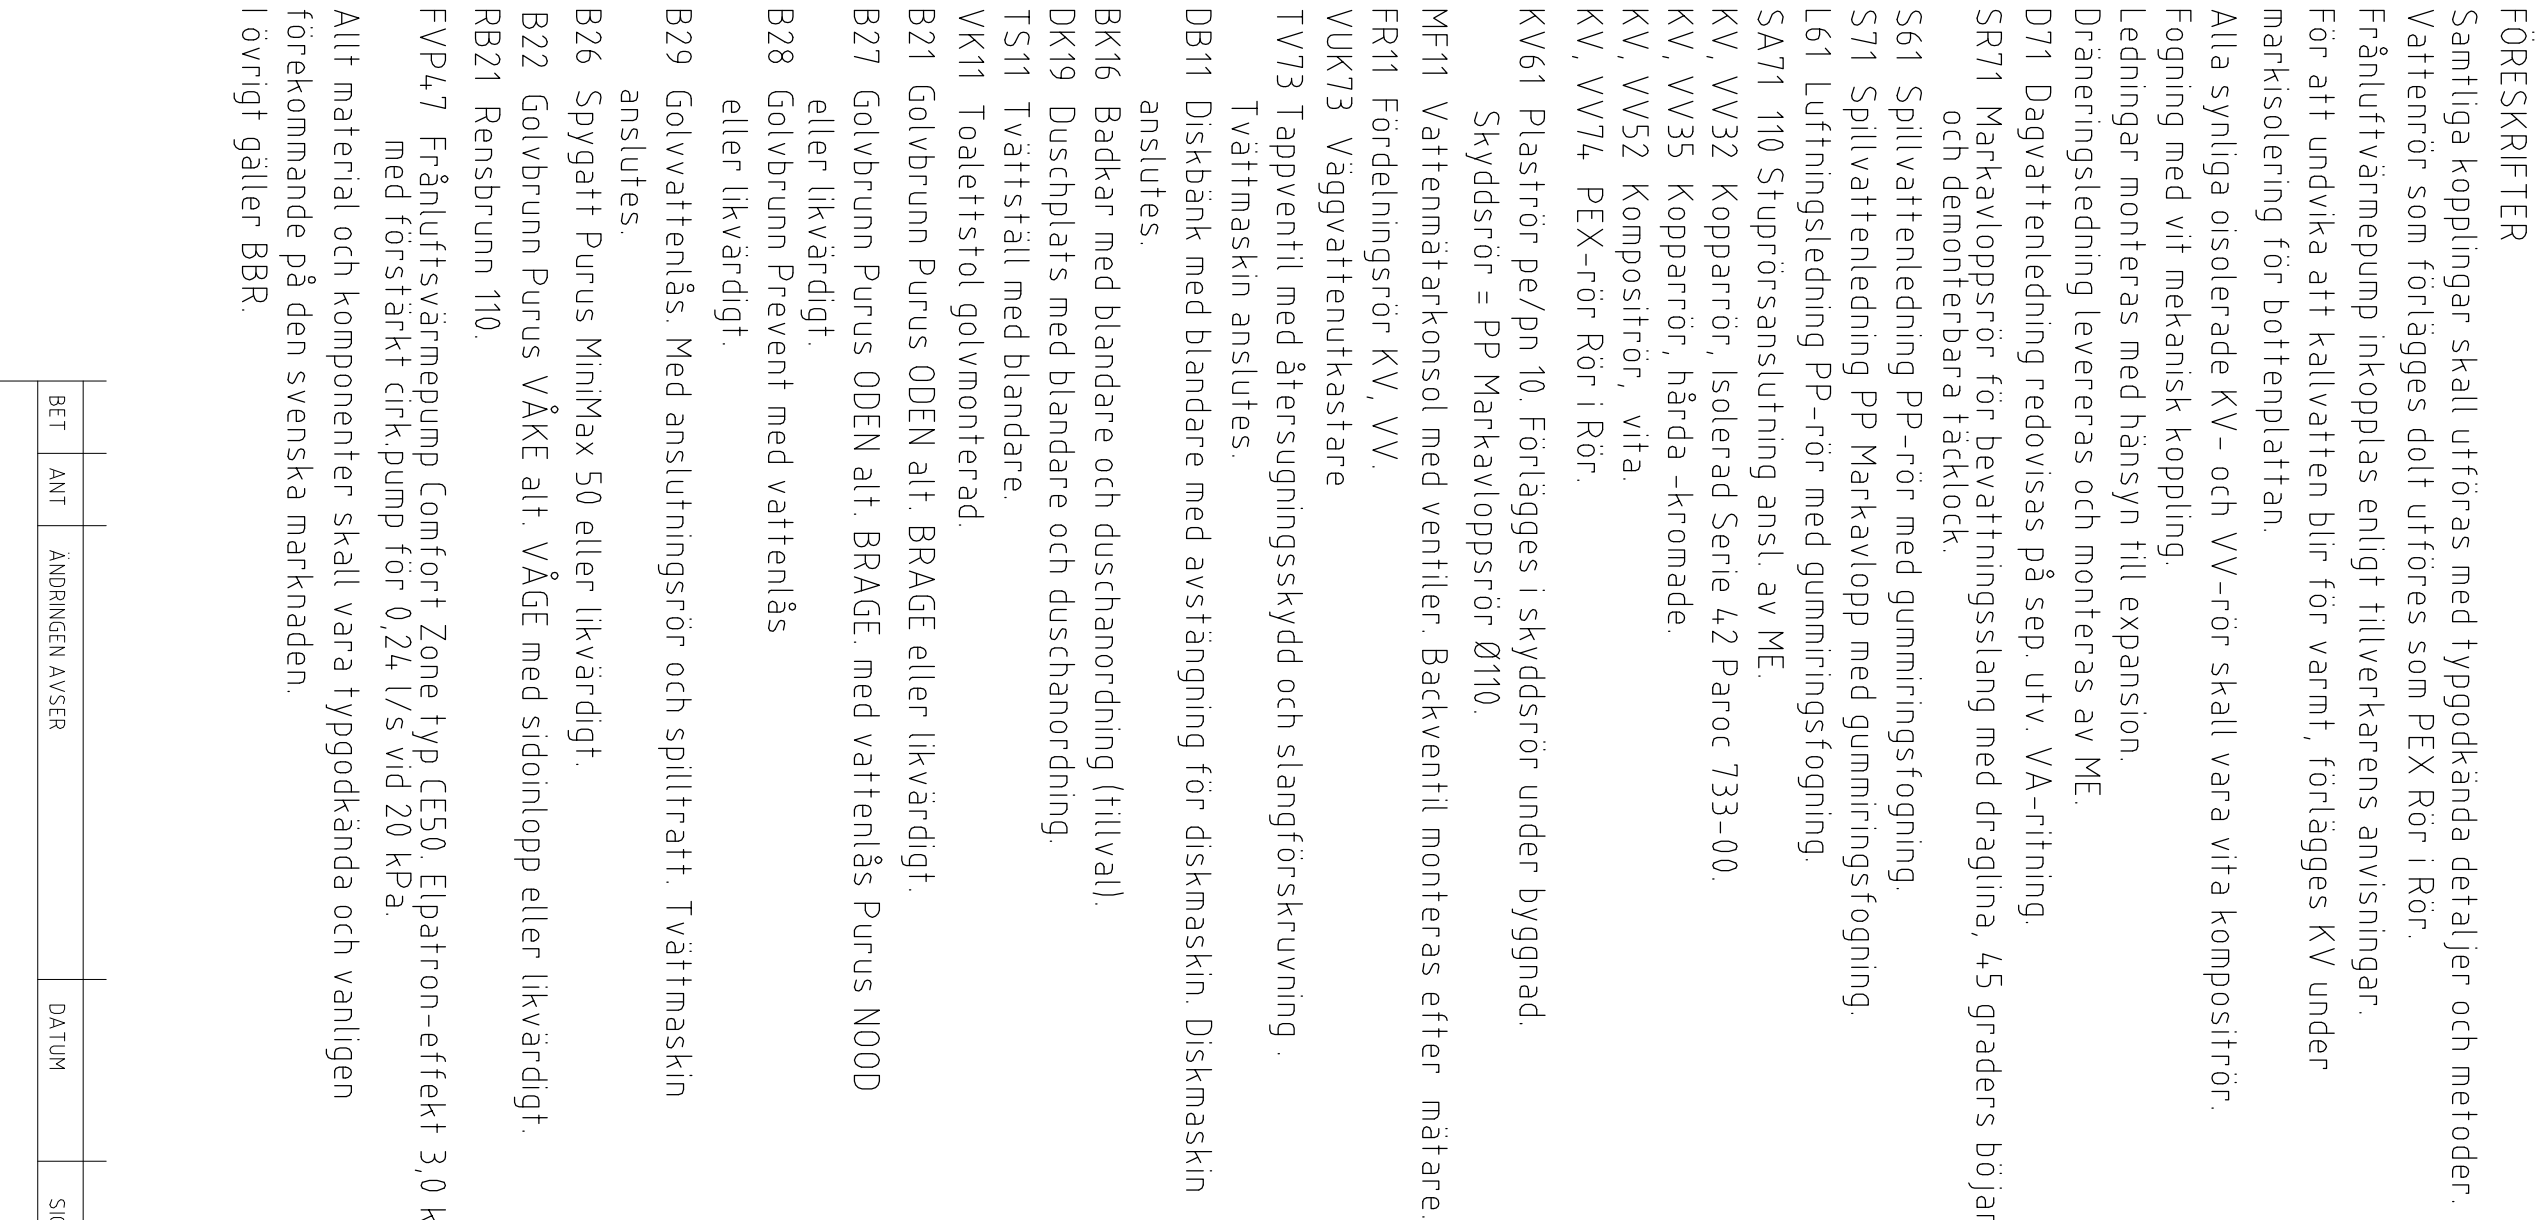 FÖRESKRIFTER
Samtliga kopplingar skall utföras med typgodkända detaljer och metoder.
Vattenrör som förlägges dolt utföres som PEX Rör i Rör.
Frånluftvärmepump inkopplas enligt tillverkarens anvisningar.
För att undvika att kallvatten blir för varmt, förlägges KV under
markisolering för bottenplattan.
Alla synliga oisolerade KV- och VV-rör skall vara vita kompositrör.
Fogning med vit mekanisk koppling.
Ledningar monteras med hänsyn till expansion.
Dräneringsledning levereras och monteras av ME.
D71 Dagvattenledning redovisas på sep. utv. VA-ritning.
SR71 Markavloppsrör för bevattningsslang med draglina, 45 graders böjar
och demonterbara täcklock.
S61 Spillvattenledning PP-rör med gummiringsfogning.
S71 Spillvattenledning PP Markavlopp med gummiringsfogning.
L61 Luftningsledning PP-rör med gummiringsfogning.
SA71 110 Stuprörsanslutning ansl. av ME.
KV, VV32 Kopparrör, Isolerad Serie 42 Paroc 733-00.
KV, VV35 Kopparrör, hårda -kromade.
KV, VV52 Kompositrör, vita.
KV, VV74 PEX-rör Rör i Rör.
KV61 Plaströr pe/pn 10. Förlägges i skyddsrör under byggnad.
Skyddsrör = PP Markavloppsrör Ø110.
MF11 Vattenmätarkonsol med ventiler. Backventil monteras efter mätare.
FR11 Fördelningsrör KV, VV.
VUK73 Väggvattenutkastare
TV73 Tappventil med återsugningsskydd och slangförskruvning .
Tvättmaskin anslutes.
DB11 Diskbänk med blandare med avstängning för diskmaskin. Diskmaskin
anslutes.
BK16 Badkar med blandare och duschanordning (tillval).
DK19 Duschplats med blandare och duschanordning.
TS11 Tvättställ med blandare.
VK11 Toalettstol golvmonterad.
B21 Golvbrunn Purus ODEN alt. BRAGE eller likvärdigt.
B27 Golvbrunn Purus ODEN alt. BRAGE. med vattenlås Purus NOOD
eller likvärdigt.
B28 Golvbrunn Prevent med vattenlås
eller likvärdigt.
B29 Golvvattenlås. Med anslutningsrör och spilltratt. Tvättmaskin
anslutes.
B26 Spygatt Purus MiniMax 50 eller likvärdigt.
B22 Golvbrunn Purus VÅKE alt. VÅGE med sidoinlopp eller likvärdigt.
RB21 Rensbrunn 110.
FVP47 Frånluftsvärmepump Comfort Zone typ CE50. Elpatron-effekt 3,0
med förstärkt cirk.pump för 0,24 l/s vid 20 kPa.
Allt material och komponenter skall vara typgodkända och vanligen
förekommande på den svenska marknaden.
I övrigt gäller BBR.
BET ANT ÄNDRINGEN AVSER DATUM